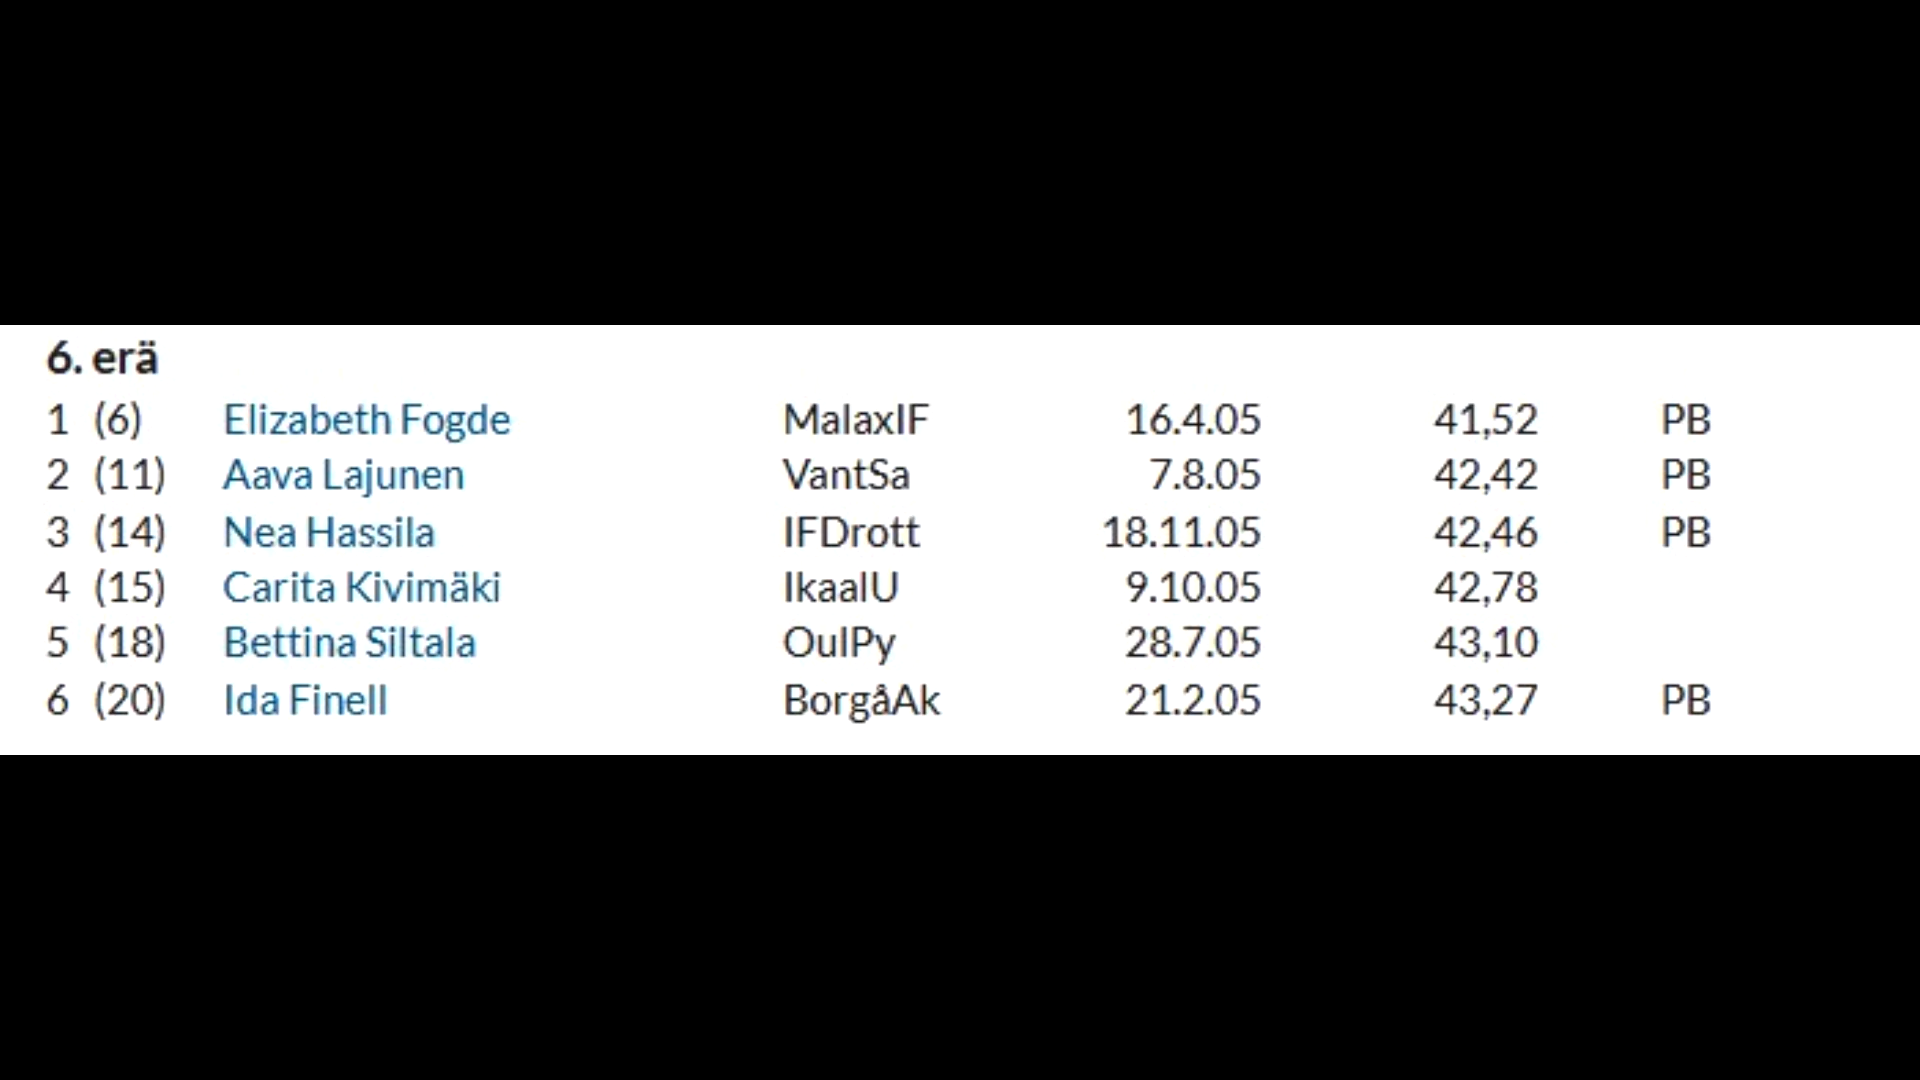 6. erä
1 (6) Elizabeth Fogde MalaxIF 16.4.05 41,52 PB
2 (11) Aava Lajunen VantSa 7.8.05 42,42 PB
3 (14) Nea Hassila IFDrott 18.11.05 42,46 PB
4 (15) Carita Kivimäki IkaalU 9.10.05 42,78
5 (18) Bettina Siltala OulPy 28.7.05 43,10
6 (20) Ida Finell BorgåAk 21.2.05 43,27 PB